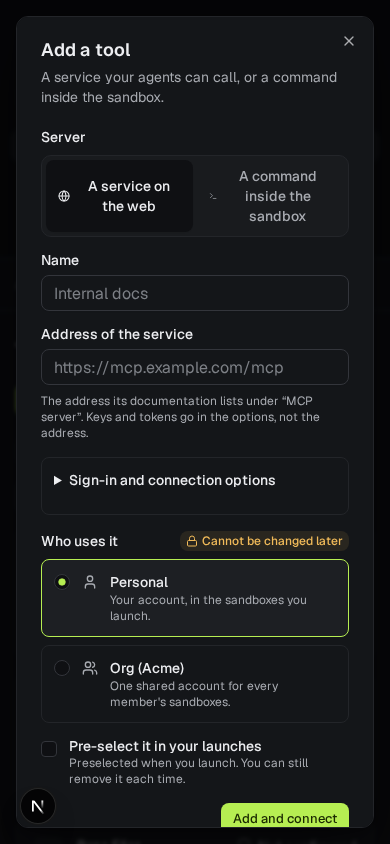 Add a tool
A service your agents can call, or a command
inside the sandbox.
Server
A service on
the web
A command
inside the
sandbox
Name
Internal docs
Address of the service
https://mcp.example.com/mcp
The address its documentation lists under “MCP
server”. Keys and tokens go in the options, not the
address.
Sign-in and connection options
Who uses it
Cannot be changed later
Personal
Your account, in the sandboxes you
launch.
Org (Acme)
One shared account for every
member's sandboxes.
Pre-select it in your launches
Preselected when you launch. You can still
remove it each time.
N
Add and connect